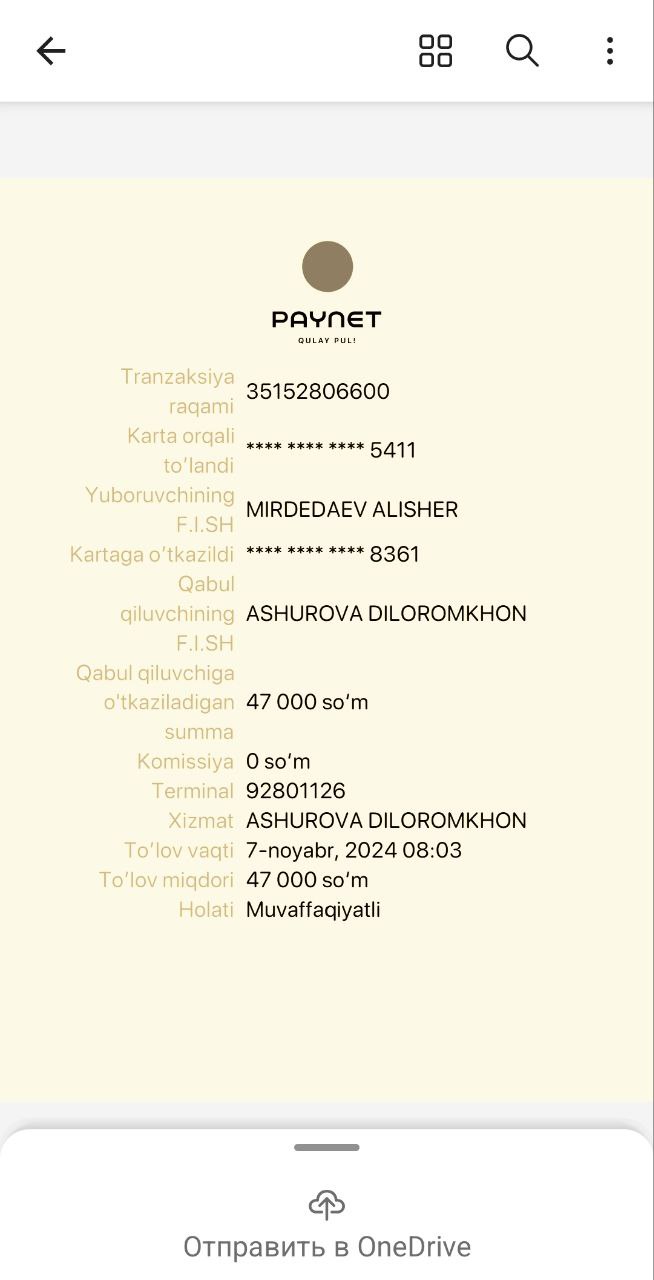 PAYNET
QULAY PUL!
Tranzaksiya
raqami
35152806600
Karta orqali
to‘landi
**** **** **** 5411
Yuboruvchining
F.I.SH
MIRDEDAEV ALISHER
Kartaga o‘tkazildi
**** **** **** 8361
Qabul
qiluvchining
F.I.SH
ASHUROVA DILOROMKHON
Qabul qiluvchiga
o'tkaziladigan
summa
47 000 so‘m
Komissiya
0 so‘m
Terminal
92801126
Xizmat
ASHUROVA DILOROMKHON
To‘lov vaqti
7-noyabr, 2024 08:03
To‘lov miqdori
47 000 so‘m
Holati
Muvaffaqiyatli
Отправить в OneDrive